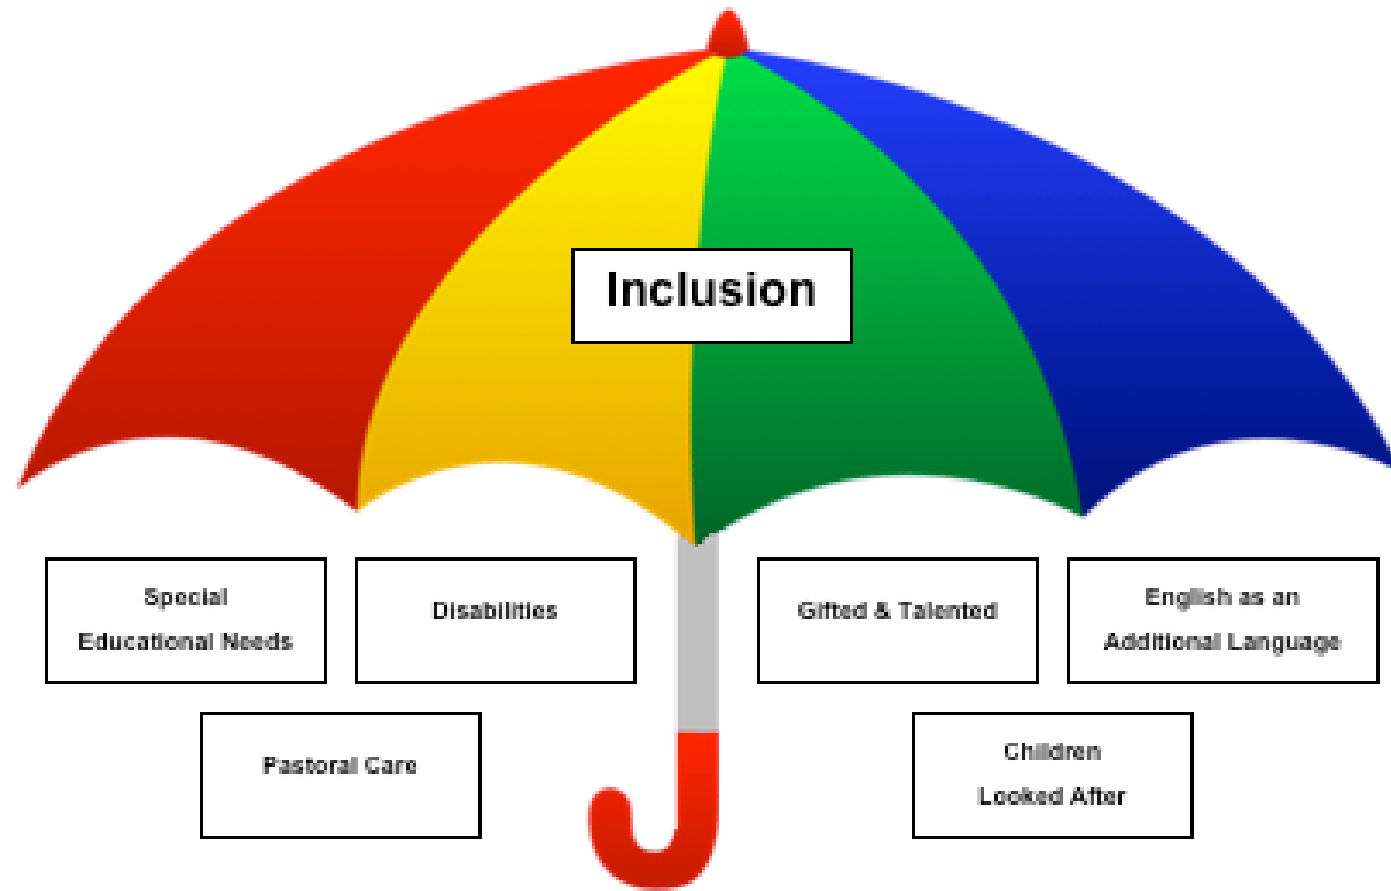 Inclusion
Special
Educational Needs
Disabilities
Gifted & Talented
English as an
Additional Language
Pastoral Care
Children
Looked After